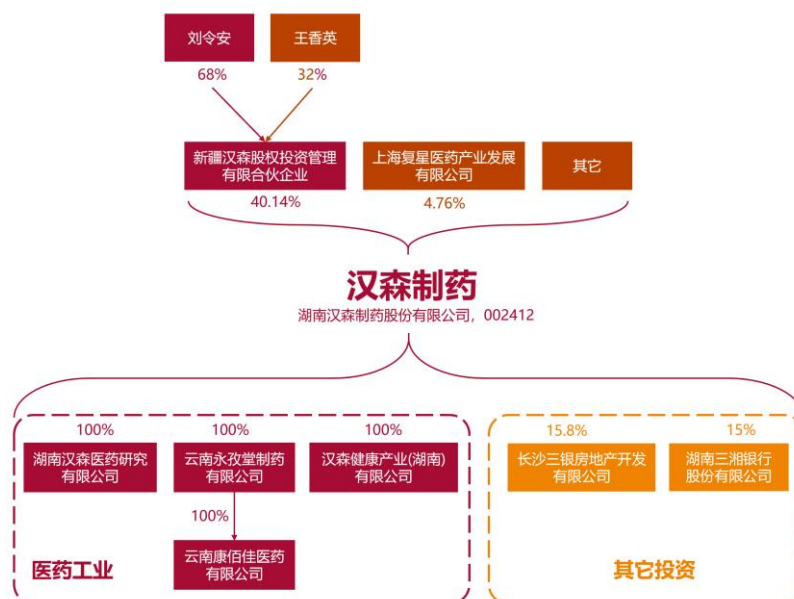 刘令安
王香英
68%
32%
新疆汉森股权投资管理
有限合伙企业
上海复星医药产业发展
有限公司
其它
40.14%
4.76%
汉森制药
湖南汉森制药股份有限公司，002412
100%
100%
100%
15.8%
15%
湖南汉森医药研究
有限公司
云南永孜堂制药
有限公司
汉森健康产业(湖南)
有限公司
长沙三银房地产开发
有限公司
湖南三湘银行
股份有限公司
100%
云南康佰佳医药
有限公司
医药工业
其它投资